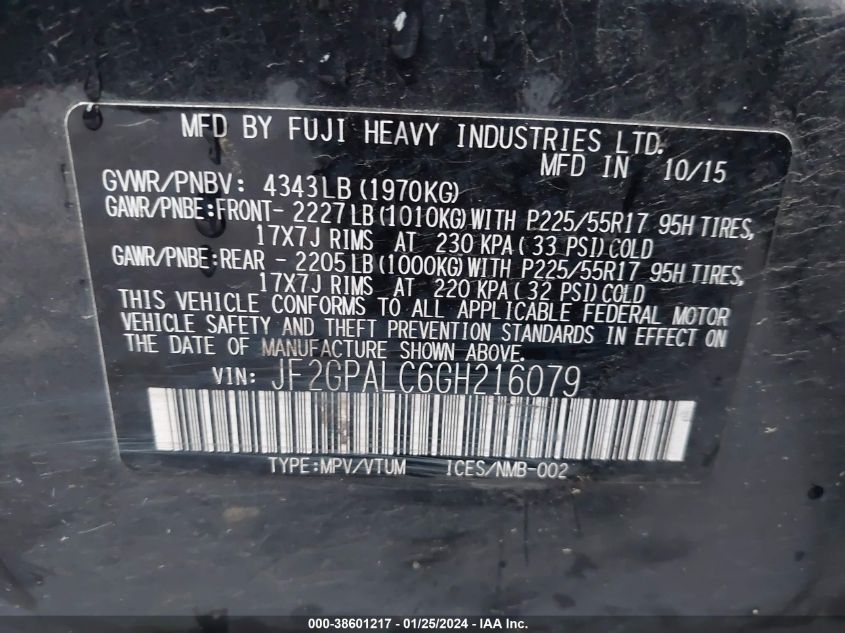 MFD BY FUJI HEAVY INDUSTRIES LTD.
MFD IN 10/15
GVWR/PNBV: 4343LB(1970KG)
GAWR/PNBE:FRONT- 2227LB(1010KG)WITH P225/55R17 95H TIRES,
17X7J RIMS AT 230 KPA(33 PSI)COLD
GAWR/PNBE:REAR - 2205LB(1000KG)WITH P225/55R17 95H TIRES,
17X7J RIMS AT 220 KPA(32 PSI)COLD
THIS VEHICLE CONFORMS TO ALL APPLICABLE FEDERAL MOTOR
VEHICLE SAFETY AND THEFT PREVENTION STANDARDS IN EFFECT ON
THE DATE OF MANUFACTURE SHOWN ABOVE.
VIN: JF2GPALC6GH216079
TYPE:MPV/VTUM ICES/NMB-002
000-38601217 - 01/25/2024 - IAA Inc.